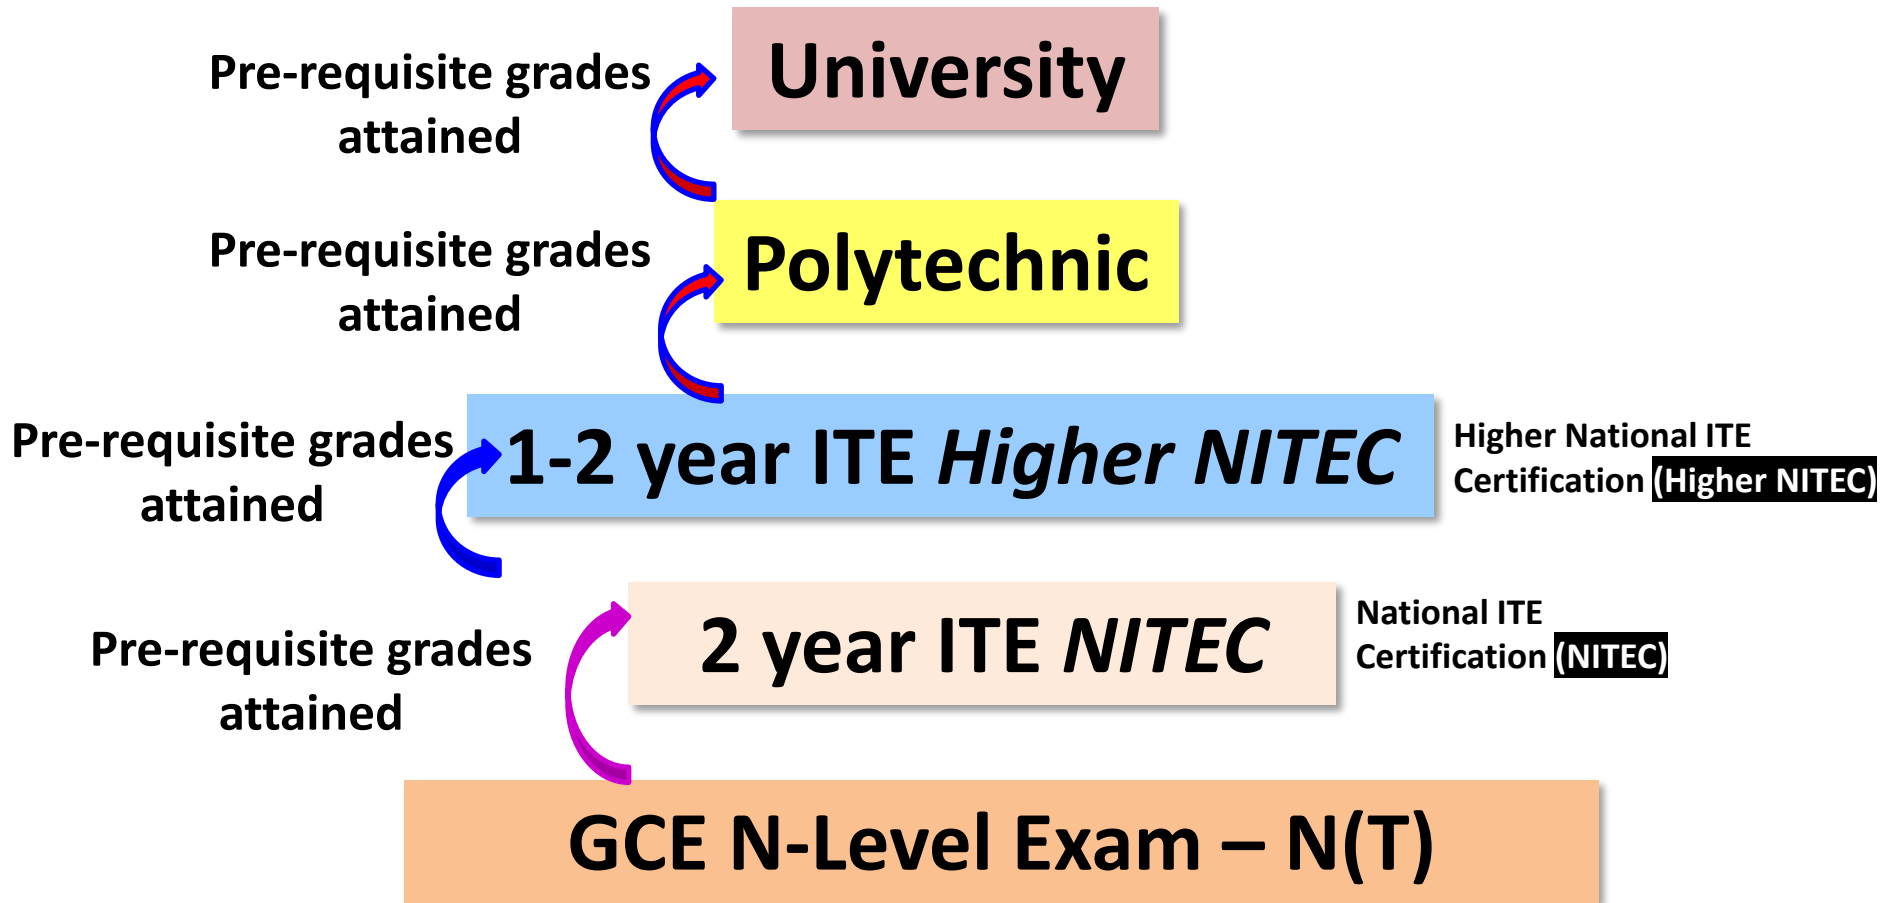 University
Pre-requisite grades
attained
Polytechnic
Pre-requisite grades
attained
1-2 year ITE Higher NITEC
Pre-requisite grades
attained
Higher National ITE
Certification (Higher NITEC)
2 year ITE NITEC
National ITE
Certification (NITEC)
Pre-requisite grades
attained
GCE N-Level Exam – N(T)